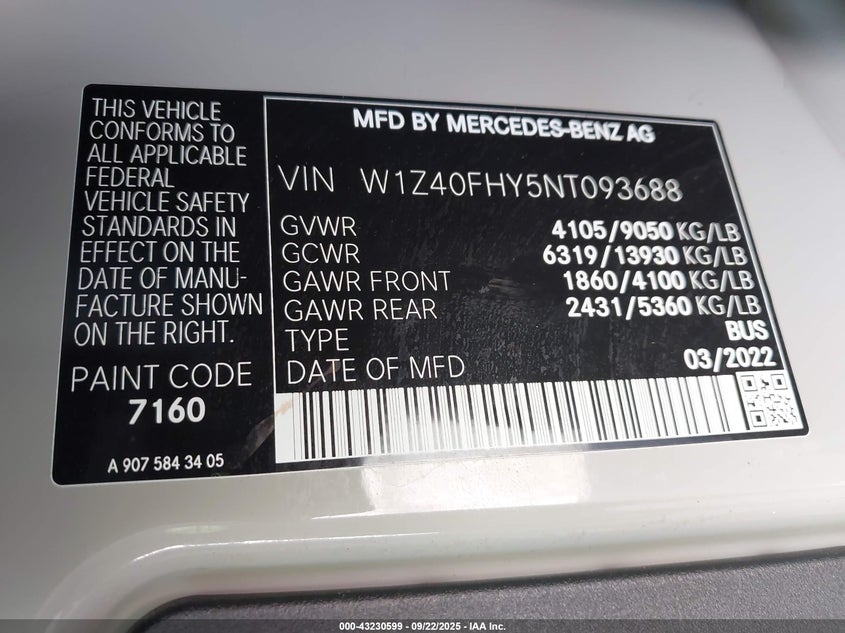 THIS VEHICLE
CONFORMS TO
ALL APPLICABLE
FEDERAL
VEHICLE SAFETY
STANDARDS IN
EFFECT ON THE
DATE OF MANU-
FACTURE SHOWN
ON THE RIGHT.
PAINT CODE
7160
A 907 584 34 05
MFD BY MERCEDES-BENZ AG
VIN W1Z40FHY5NT093688
GVWR 4105/9050 KG/LB
GCWR 6319/13930 KG/LB
GAWR FRONT 1860/4100 KG/LB
GAWR REAR 2431/5360 KG/LB
TYPE BUS
DATE OF MFD 03/2022
000-43230599 - 09/22/2025 - IAA Inc.